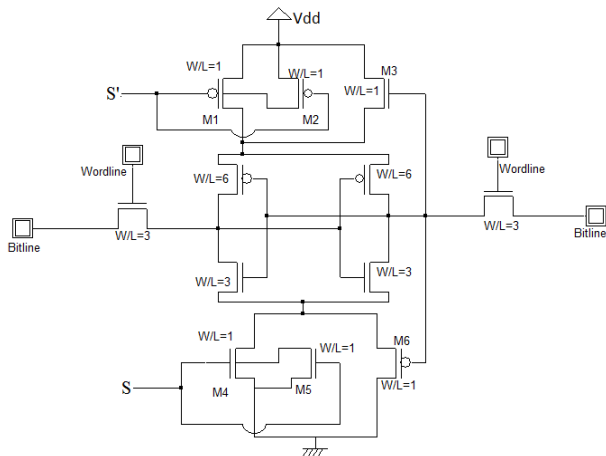 Vdd
W/L=1
W/L=1
M3
W/L=1
S'.
M1
M2
Wordline
Wordline
W/L=6
W/L=6
Bitline
W/L=3
W/L=3
Bitline
W/L=3
W/L=3
W/L=1
W/L=1
M6
S
M4
M5
W/L=1